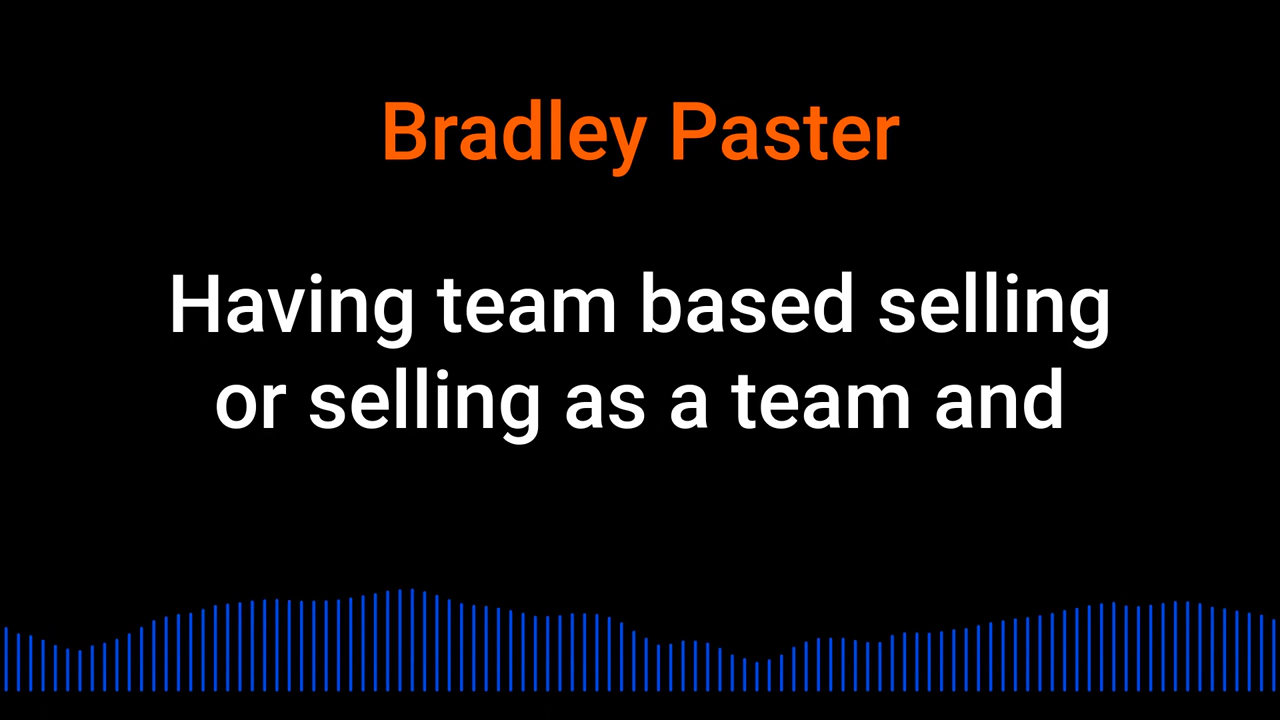 Bradley Paster
Having team based selling
or selling as a team and